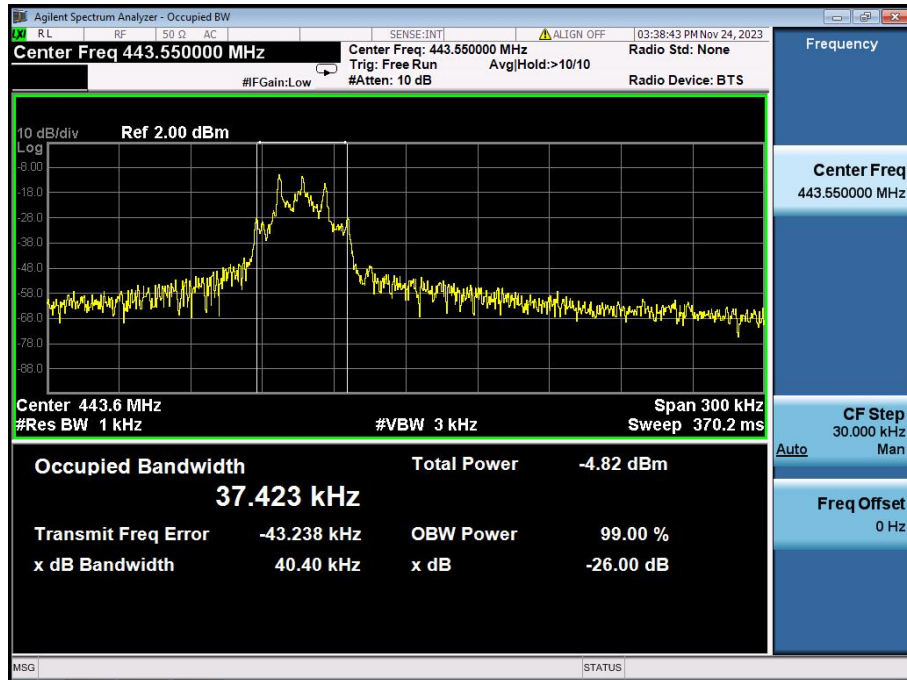 Agilent Spectrum Analyzer - Occupied BW
LXI RL RF 50 Ω AC SENSE:INT ALIGN OFF 03:38:43 PM Nov 24, 2023
Center Freq 443.550000 MHz
Center Freq: 443.550000 MHz Radio Std: None
Trig: Free Run Avg|Hold:>10/10
#IFGain:Low #Atten: 10 dB Radio Device: BTS
10 dB/div Ref 2.00 dBm
Log
-8.00
-18.0
-28.0
-38.0
-48.0
-58.0
-68.0
-78.0
-88.0
Center 443.6 MHz Span 300 kHz
#Res BW 1 kHz #VBW 3 kHz Sweep 370.2 ms
Occupied Bandwidth Total Power -4.82 dBm
37.423 kHz
Transmit Freq Error -43.238 kHz OBW Power 99.00 %
x dB Bandwidth 40.40 kHz x dB -26.00 dB
MSG STATUS
Frequency
Center Freq
443.550000 MHz
CF Step
30.000 kHz
Auto Man
Freq Offset
0 Hz